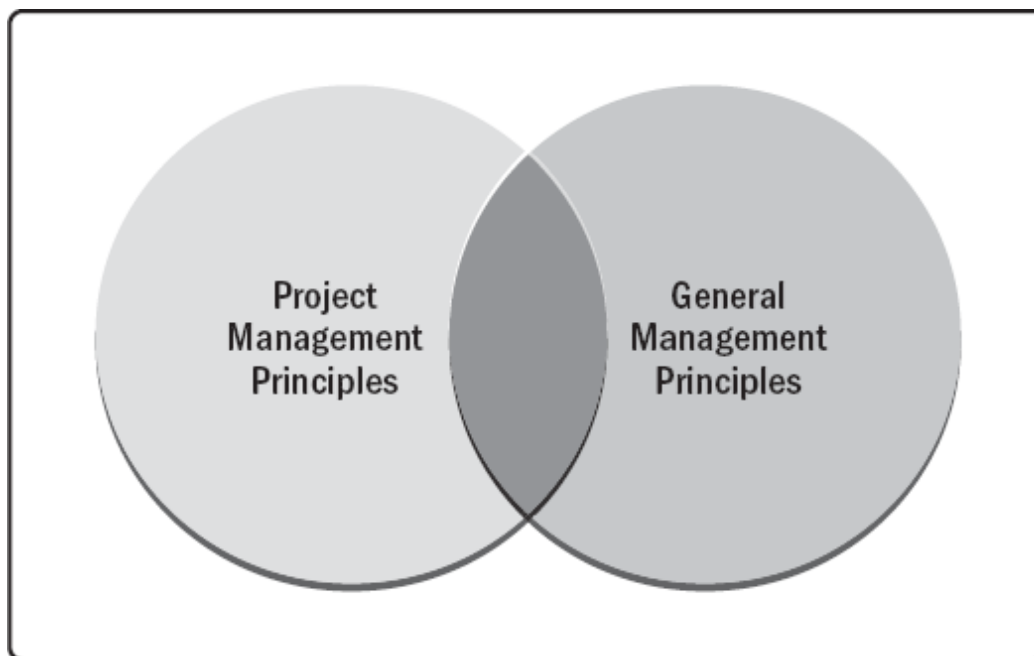 Project
Management
Principles
General
Management
Principles